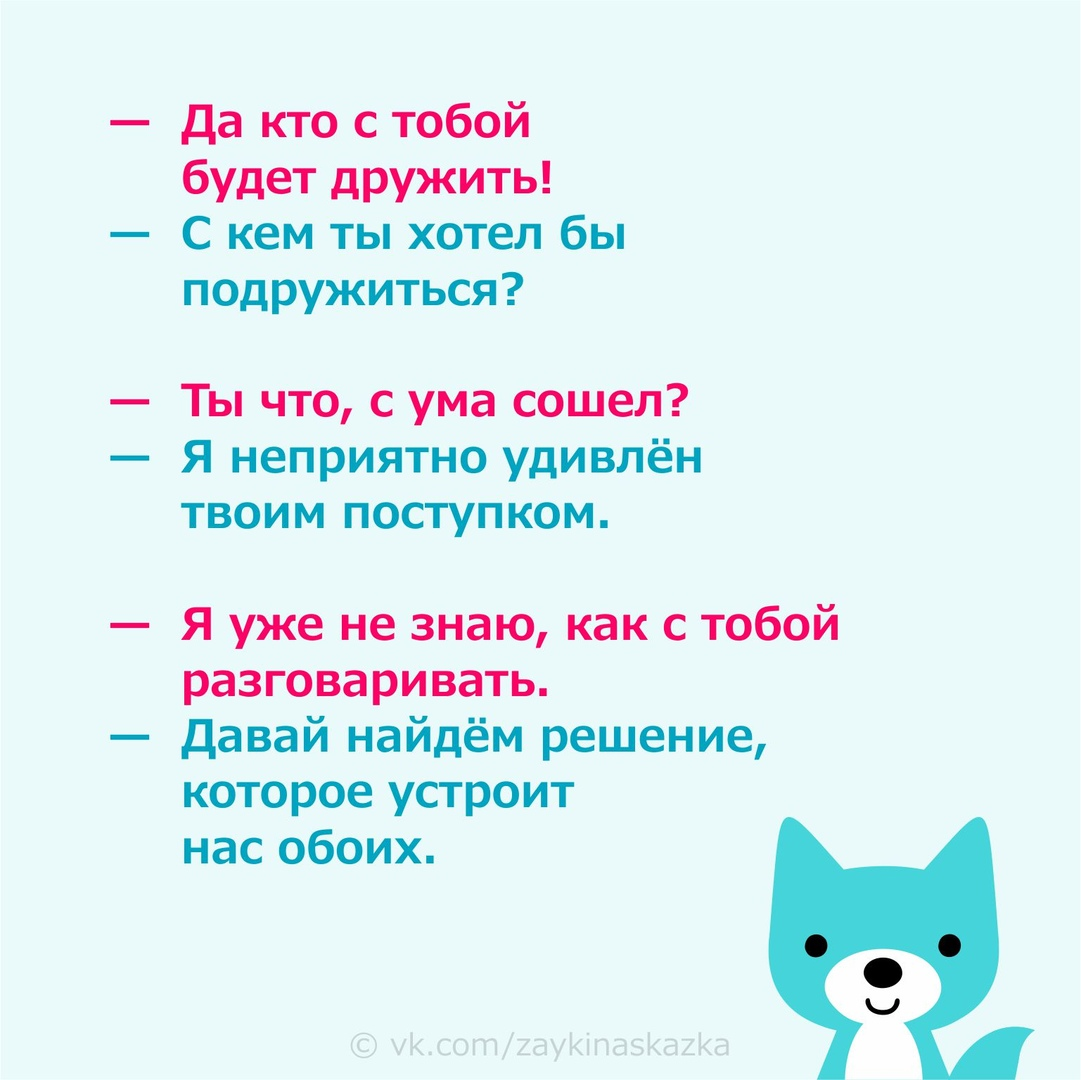 — Да кто с тобой
будет дружить!
— С кем ты хотел бы
подружиться?
— Ты что, с ума сошел?
— Я неприятно удивлён
твоим поступком.
— Я уже не знаю, как с тобой
разговаривать.
— Давай найдём решение,
которое устроит
нас обоих.
© vk.com/zaykinaskazka